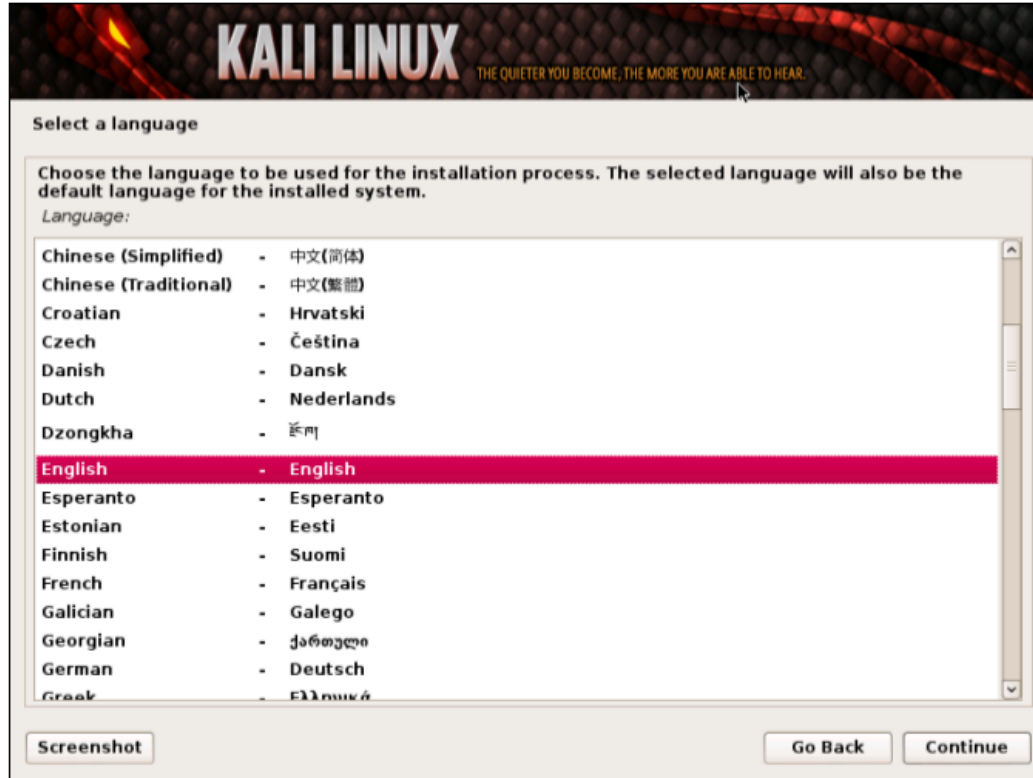 KALI LINUX THE QUIETER YOU BECOME, THE MORE YOU ARE ABLE TO HEAR.
Select a language
Choose the language to be used for the installation process. The selected language will also be the
default language for the installed system.
Language:
Chinese (Simplified) - 中文(简体)
Chinese (Traditional) - 中文(繁體)
Croatian - Hrvatski
Czech - Čeština
Danish - Dansk
Dutch - Nederlands
Dzongkha - རྫོང་ཁ།
English - English
Esperanto - Esperanto
Estonian - Eesti
Finnish - Suomi
French - Français
Galician - Galego
Georgian - ქართული
German - Deutsch
Greek - Ελληνικά
Screenshot Go Back Continue